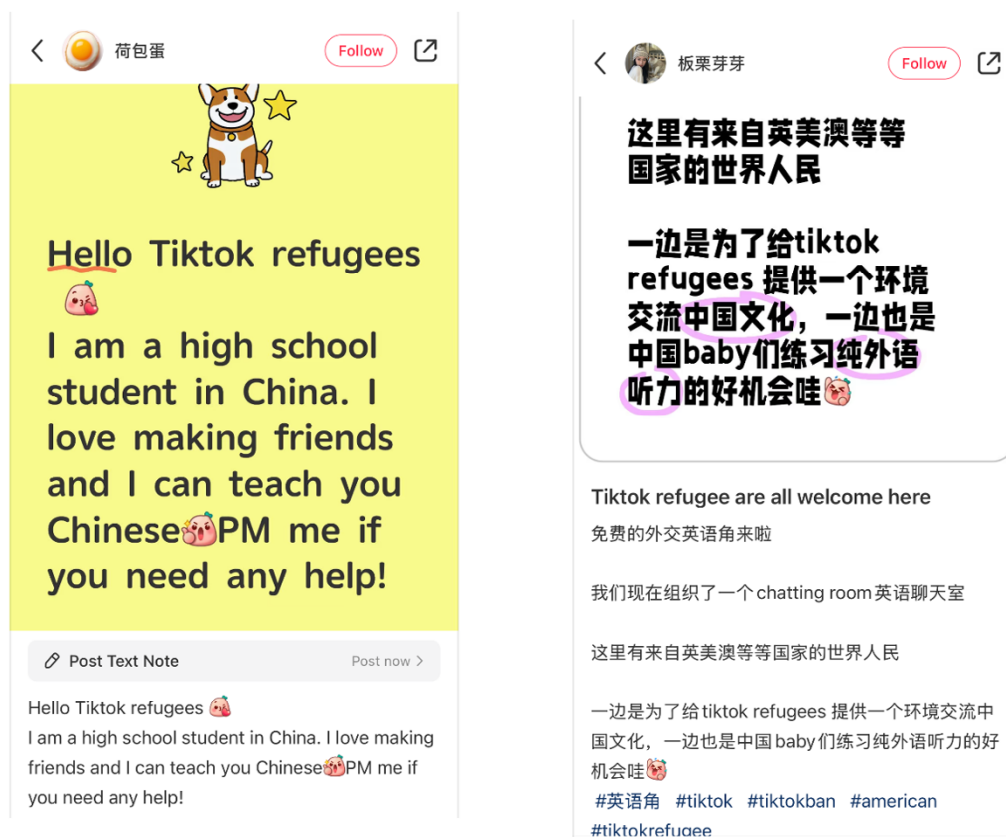 荷包蛋
Follow
Hello Tiktok refugees
I am a high school
student in China. I
love making friends
and I can teach you
Chinese PM me if
you need any help!
Post Text Note
Post now
Hello Tiktok refugees
I am a high school student in China. I love making
friends and I can teach you Chinese PM me if
you need any help!
板栗芽芽
Follow
这里有来自英美澳等等
国家的世界人民
一边是为了给tiktok
refugees 提供一个环境
交流中国文化，一边也是
中国baby们练习纯外语
听力的好机会哇
Tiktok refugee are all welcome here
免费的外交英语角来啦
我们现在组织了一个chatting room英语聊天室
这里有来自英美澳等等国家的世界人民
一边是为了给tiktok refugees 提供一个环境交流中
国文化，一边也是中国baby们练习纯外语听力的好
机会哇
#英语角 #tiktok #tiktokban #american
#tiktokrefugee